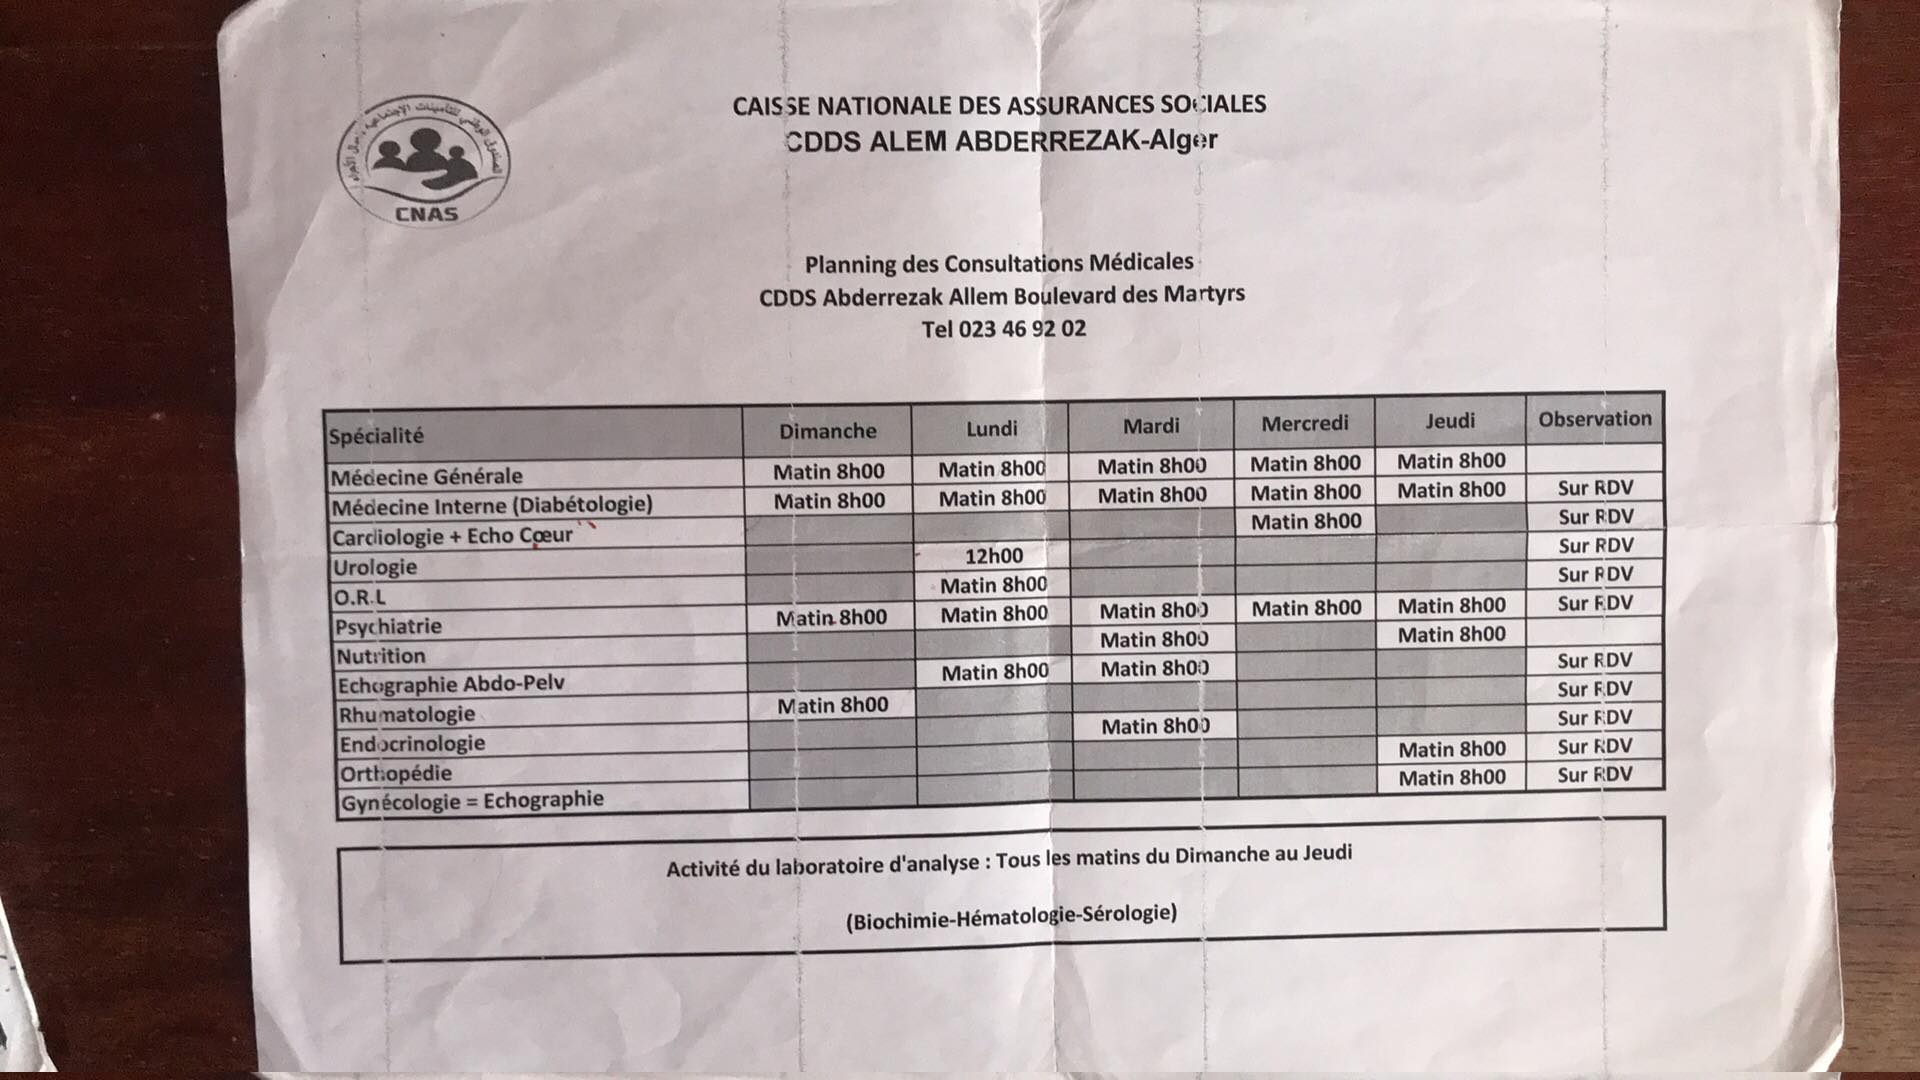 CAISSE NATIONALE DES ASSURANCES SOCIALES
CDDS ALEM ABDERREZAK-Alger
CNAS
Planning des Consultations Médicales
CDDS Abderrezak Allem Boulevard des Martyrs
Tel 023 46 92 02
Spécialité Dimanche Lundi Mardi Mercredi Jeudi Observation
Médecine Générale Matin 8h00 Matin 8h00 Matin 8h00 Matin 8h00 Matin 8h00
Médecine Interne (Diabétologie) Matin 8h00 Matin 8h00 Matin 8h00 Matin 8h00 Matin 8h00 Sur RDV
Cardiologie + Echo Cœur Matin 8h00 Sur RDV
Urologie 12h00 Sur RDV
O.R.L Matin 8h00 Sur RDV
Psychiatrie Matin 8h00 Matin 8h00 Matin 8h00 Matin 8h00 Matin 8h00 Sur RDV
Nutrition Matin 8h00 Matin 8h00
Echographie Abdo-Pelv Matin 8h00 Matin 8h00 Sur RDV
Rhumatologie Matin 8h00 Sur RDV
Endocrinologie Matin 8h00 Sur RDV
Orthopédie Matin 8h00 Sur RDV
Gynécologie = Echographie Matin 8h00 Sur RDV
Activité du laboratoire d'analyse : Tous les matins du Dimanche au Jeudi
(Biochimie-Hématologie-Sérologie)